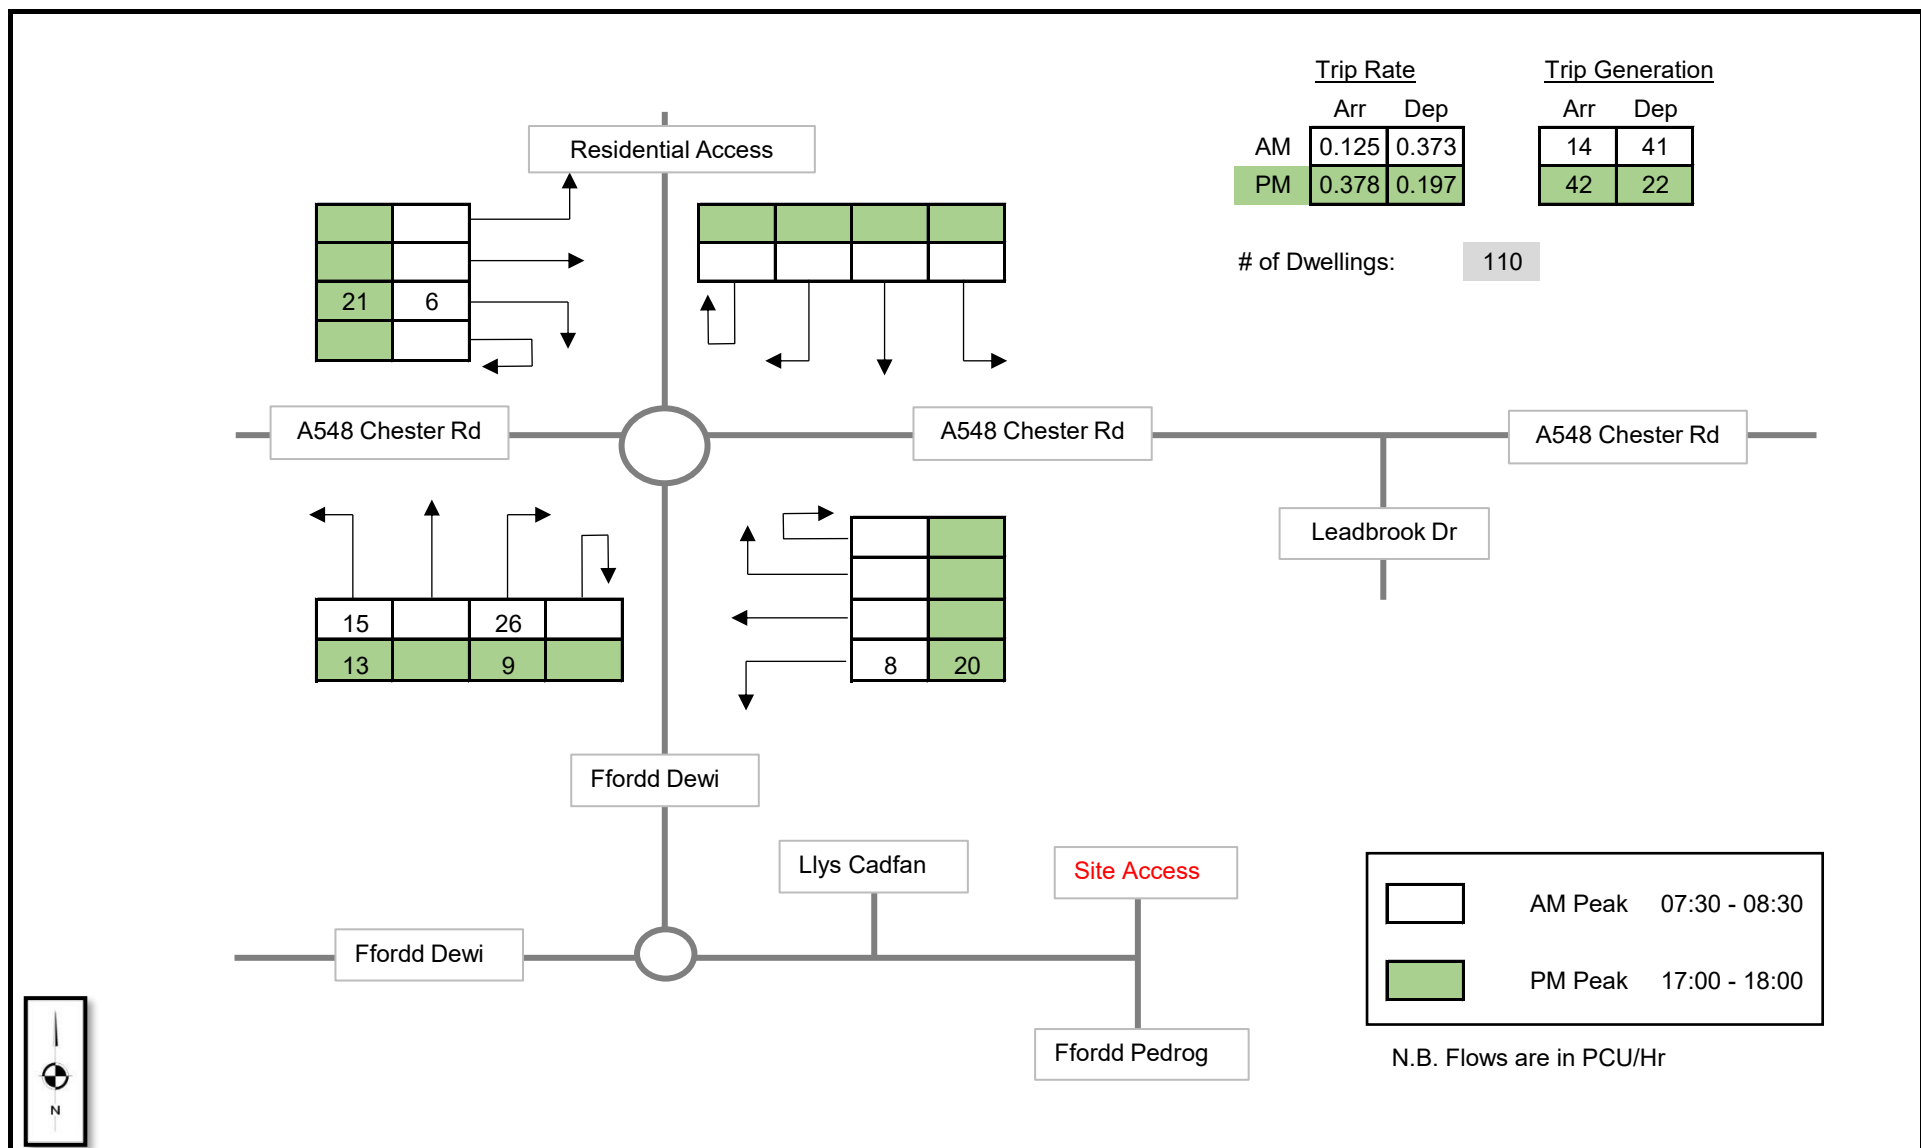 Trip Rate Trip Generation
Arr Dep Arr Dep
AM 0.125 0.373 14 41
PM 0.378 0.197 42 22
# of Dwellings: 110
Residential Access
21 6
A548 Chester Rd A548 Chester Rd A548 Chester Rd
Leadbrook Dr
15 26
13 9
8 20
Ffordd Dewi
Llys Cadfan
Site Access
Ffordd Dewi
Ffordd Pedrog
AM Peak 07:30 - 08:30
PM Peak 17:00 - 18:00
N.B. Flows are in PCU/Hr
N